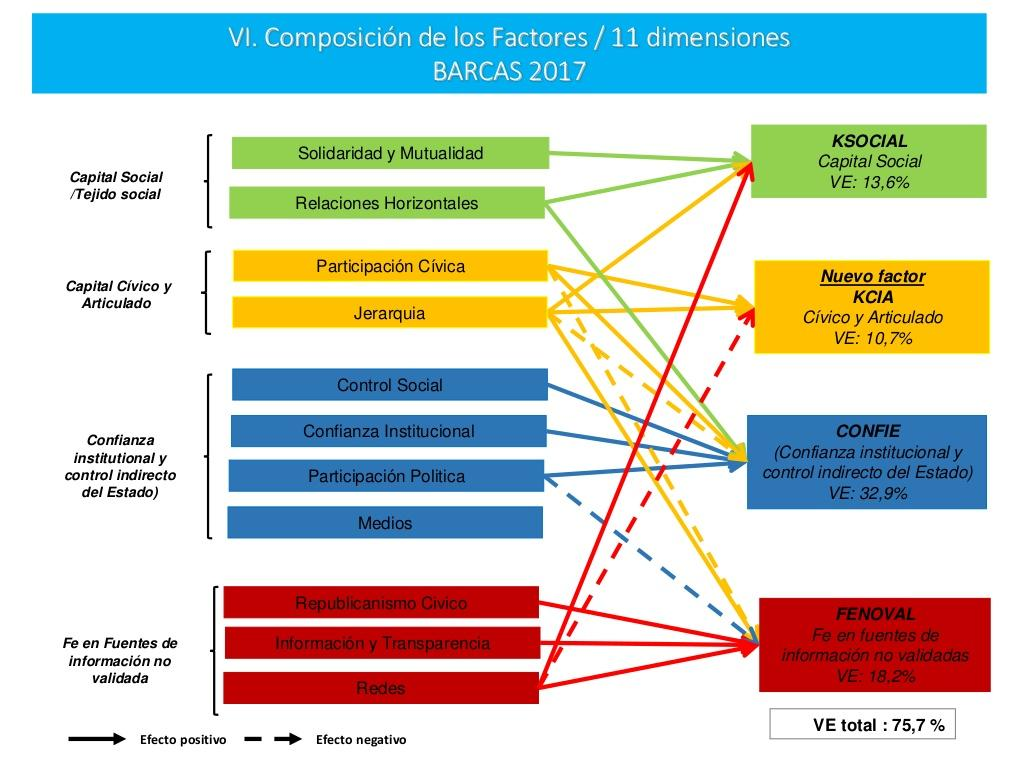 VI. Composición de los Factores / 11 dimensiones
BARCAS 2017
Capital Social
/Tejido social
Solidaridad y Mutualidad
Relaciones Horizontales
KSOCIAL
Capital Social
VE: 13,6%
Capital Cívico y
Articulado
Participación Cívica
Jerarquia
Nuevo factor
KCIA
Cívico y Articulado
VE: 10,7%
Confianza
institucional y
control indirecto
del Estado)
Control Social
Confianza Institucional
Participación Política
Medios
CONFIE
(Confianza institucional y
control indirecto del Estado)
VE: 32,9%
Fe en Fuentes de
información no
validada
Republicanismo Civico
Información y Transparencia
Redes
FENOVAL
Fe en fuentes de
información no validadas
VE: 18,2%
VE total : 75,7 %
Efecto positivo
Efecto negativo